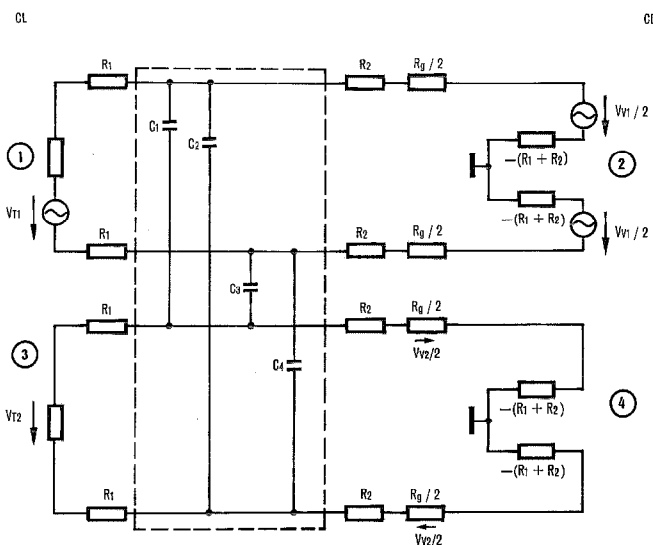 CL
R1
R2
Rg / 2
C1
C2
VV1 / 2
1
–(R1 + R2)
2
VT1
–(R1 + R2)
VV1 / 2
R1
R2
Rg / 2
C3
R1
R2
Rg / 2
3
VV2/2
C4
VT2
–(R1 + R2)
4
–(R1 + R2)
R1
R2
Rg / 2
VV2/2